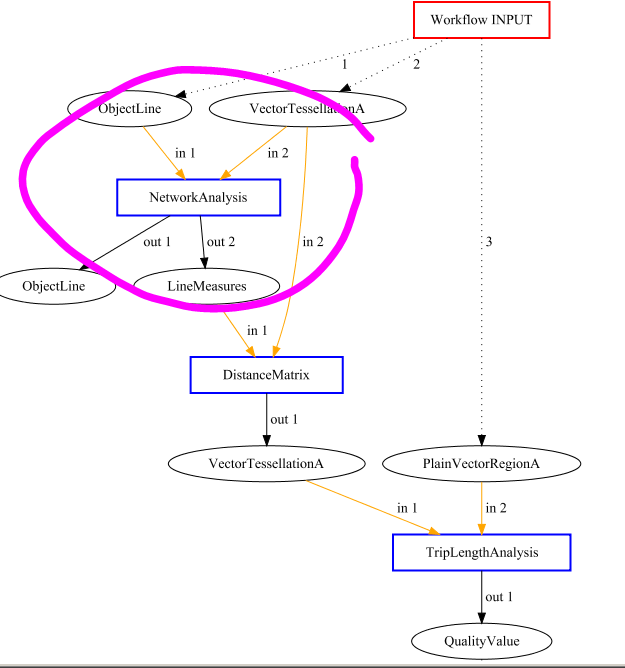 Workflow INPUT
1
2
ObjectLine
VectorTessellationA
in 1
in 2
NetworkAnalysis
out 1
out 2
in 2
3
ObjectLine
LineMeasures
in 1
DistanceMatrix
out 1
VectorTessellationA
PlainVectorRegionA
in 1
in 2
TripLengthAnalysis
out 1
QualityValue